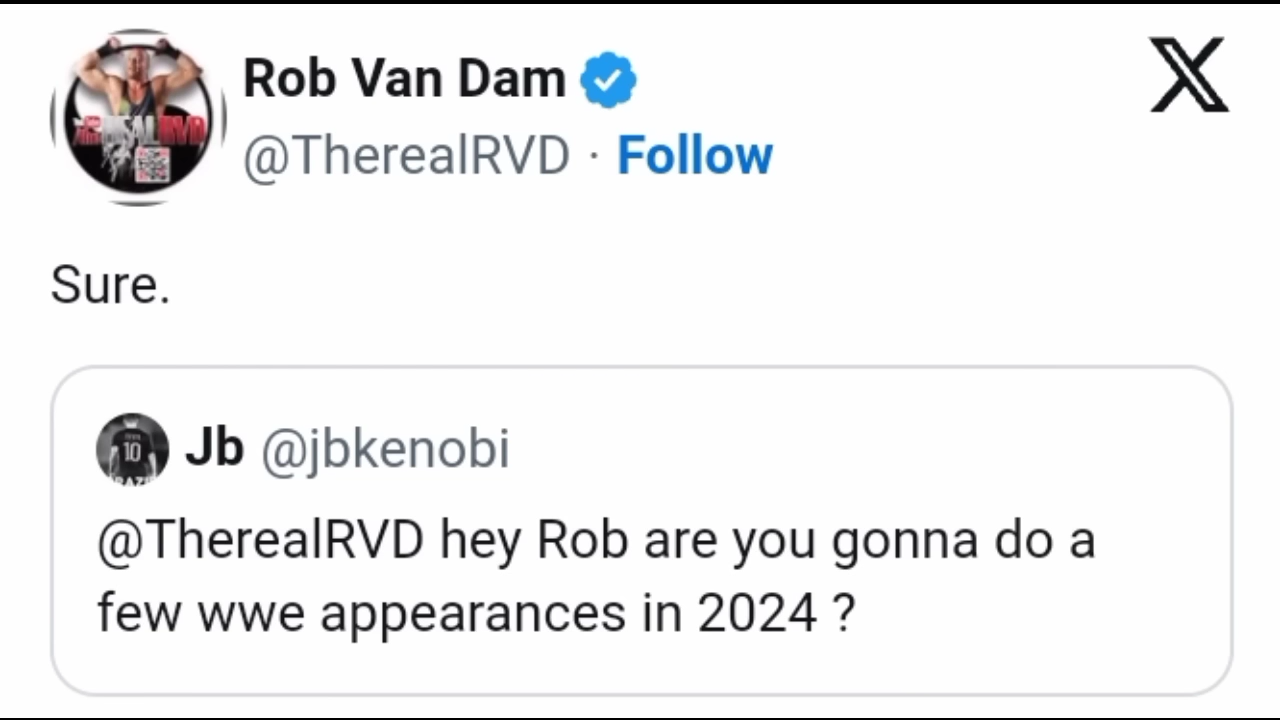 Rob Van Dam
@TherealRVD · Follow
Sure.
Jb @jbkenobi
@TherealRVD hey Rob are you gonna do a
few wwe appearances in 2024 ?
10